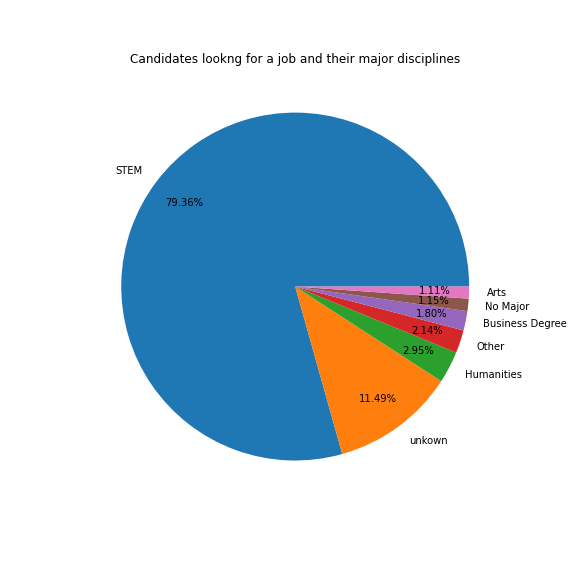 Candidates lookng for a job and their major disciplines
STEM
79.36%
1.11%
Arts
1.15%
No Major
1.80%
Business Degree
2.14%
Other
2.95%
Humanities
11.49%
unkown